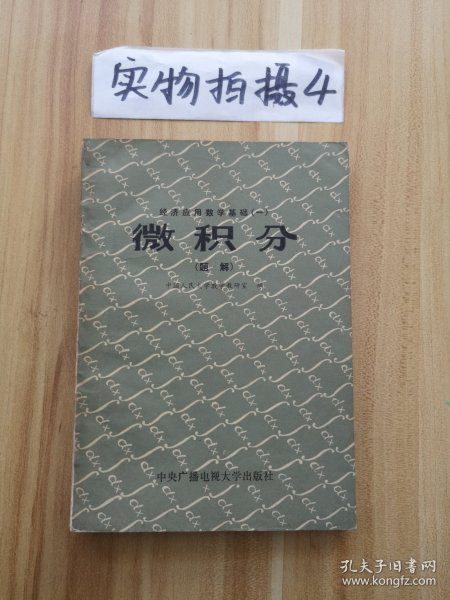 实物拍摄4
经济应用数学基础(一)
微积分
(题解)
中国人民大学数学教研室 编
中央广播电视大学出版社
孔夫子旧书网
www.kongfz.com